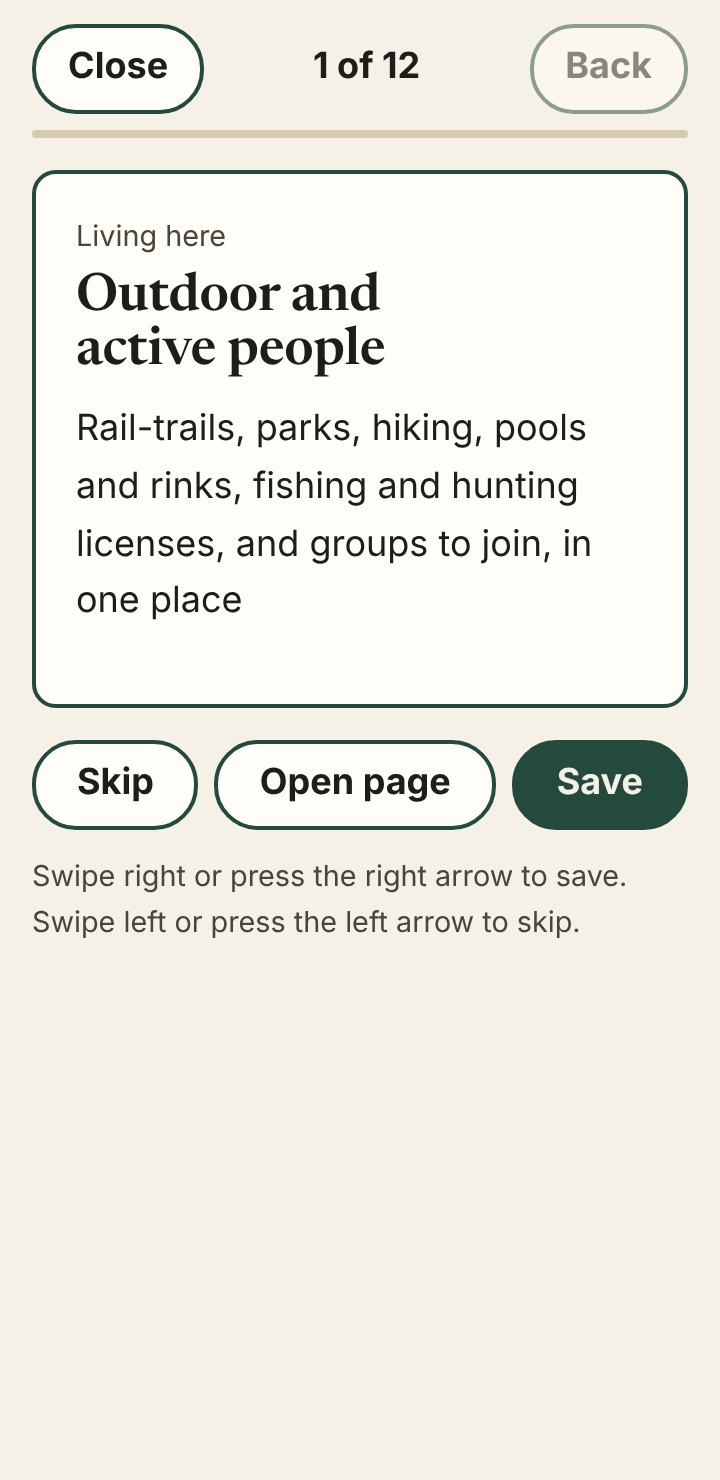 Close
1 of 12
Back
Living here
Outdoor and
active people
Rail-trails, parks, hiking, pools
and rinks, fishing and hunting
licenses, and groups to join, in
one place
Skip
Open page
Save
Swipe right or press the right arrow to save.
Swipe left or press the left arrow to skip.